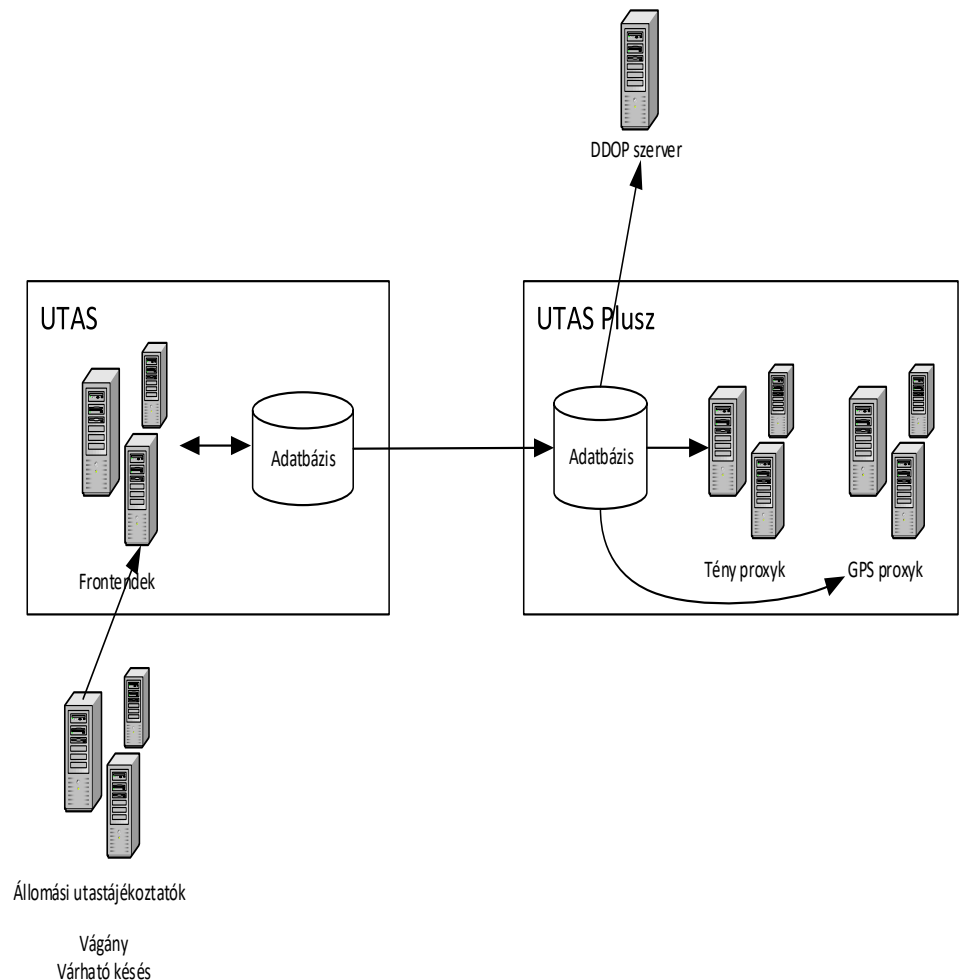 DDOP szerver
UTAS
UTAS Plusz
Adatbázis
Adatbázis
Frontendek
Tény proxyk
GPS proxyk
Állomási utastájékoztatók
Vágány
Várható késés